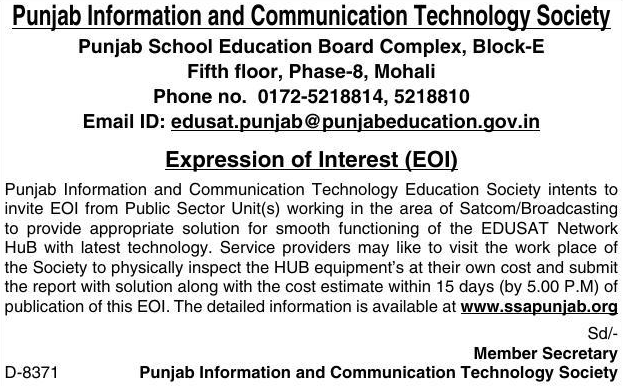 Punjab Information and Communication Technology Society
Punjab School Education Board Complex, Block-E
Fifth floor, Phase-8, Mohali
Phone no.  0172-5218814, 5218810
Email ID: edusat.punjab@punjabeducation.gov.in
Expression of Interest (EOI)
Punjab Information and Communication Technology Education Society intents to
invite EOI from Public Sector Unit(s) working in the area of Satcom/Broadcasting
to provide appropriate solution for smooth functioning of the EDUSAT Network
HuB with latest technology. Service providers may like to visit the work place of
the Society to physically inspect the HUB equipment's at their own cost and submit
the report with solution along with the cost estimate within 15 days (by 5.00 P.M) of
publication of this EOI. The detailed information is available at www.ssapunjab.org
Sd/-
Member Secretary
D-8371 Punjab Information and Communication Technology Society